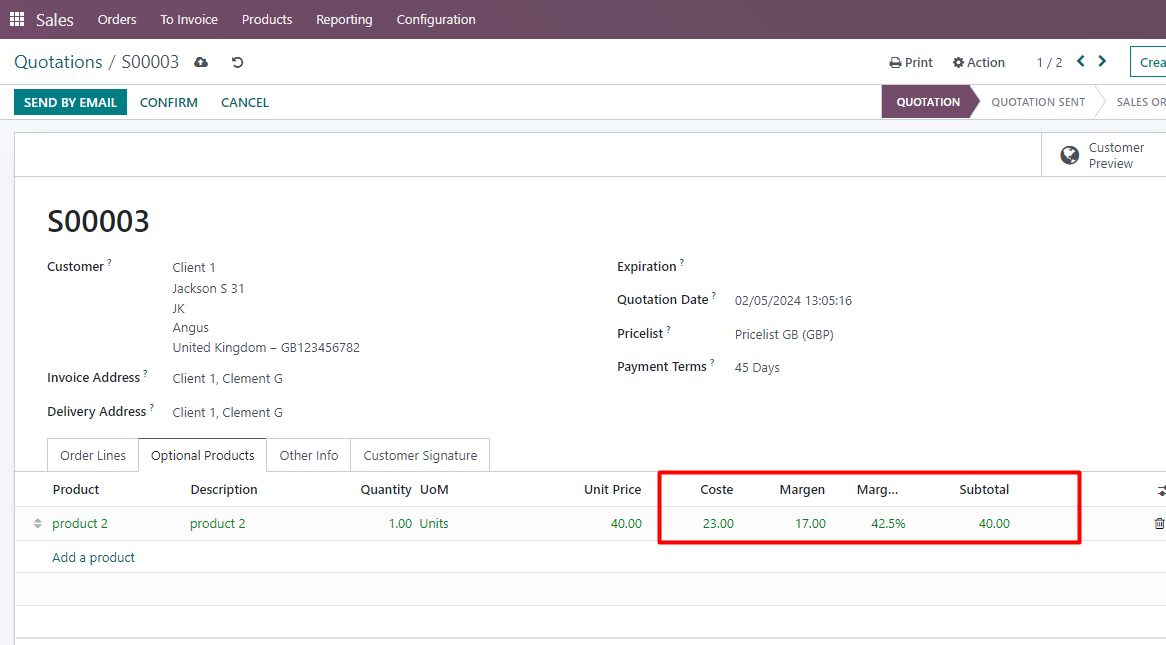 Sales Orders To Invoice Products Reporting Configuration
Quotations / S00003
Print Action 1 / 2 Crea
SEND BY EMAIL CONFIRM CANCEL
QUOTATION QUOTATION SENT SALES OR
Customer
Preview
S00003
Customer ? Client 1
Jackson S 31
JK
Angus
United Kingdom – GB123456782
Invoice Address ? Client 1, Clement G
Delivery Address ? Client 1, Clement G
Expiration ?
Quotation Date ? 02/05/2024 13:05:16
Pricelist ? Pricelist GB (GBP)
Payment Terms ? 45 Days
Order Lines Optional Products Other Info Customer Signature
Product Description Quantity UoM Unit Price Coste Margen Marg... Subtotal
product 2 product 2 1.00 Units 40.00 23.00 17.00 42.5% 40.00
Add a product